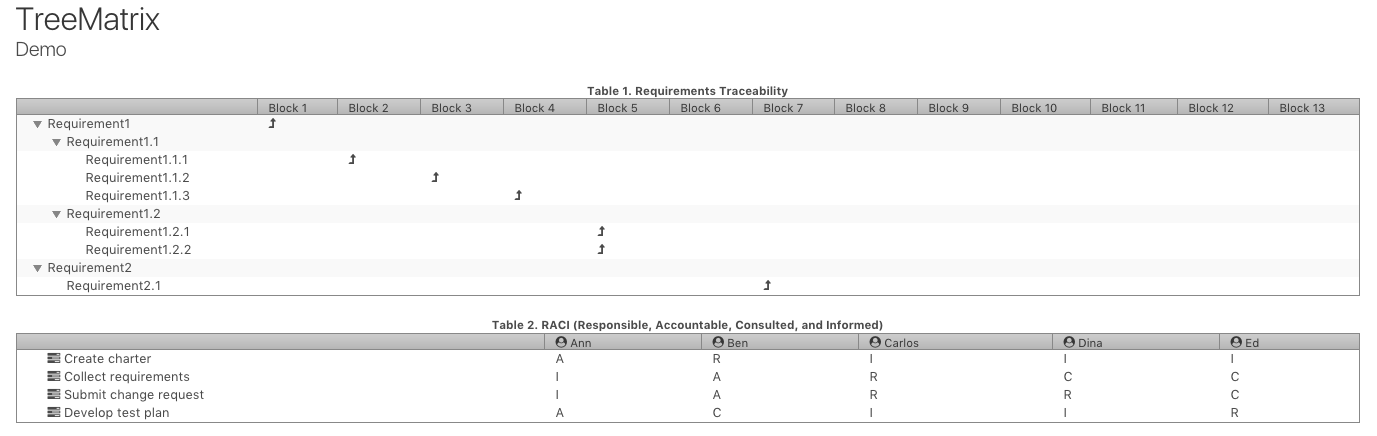 TreeMatrix
Demo
Table 1. Requirements Traceability
Block 1 Block 2 Block 3 Block 4 Block 5 Block 6 Block 7 Block 8 Block 9 Block 10 Block 11 Block 12 Block 13
Requirement1
Requirement1.1
Requirement1.1.1
Requirement1.1.2
Requirement1.1.3
Requirement1.2
Requirement1.2.1
Requirement1.2.2
Requirement2
Requirement2.1
Table 2. RACI (Responsible, Accountable, Consulted, and Informed)
Ann Ben Carlos Dina Ed
Create charter A R I I I
Collect requirements I A R C C
Submit change request I A R R C
Develop test plan A C I I R